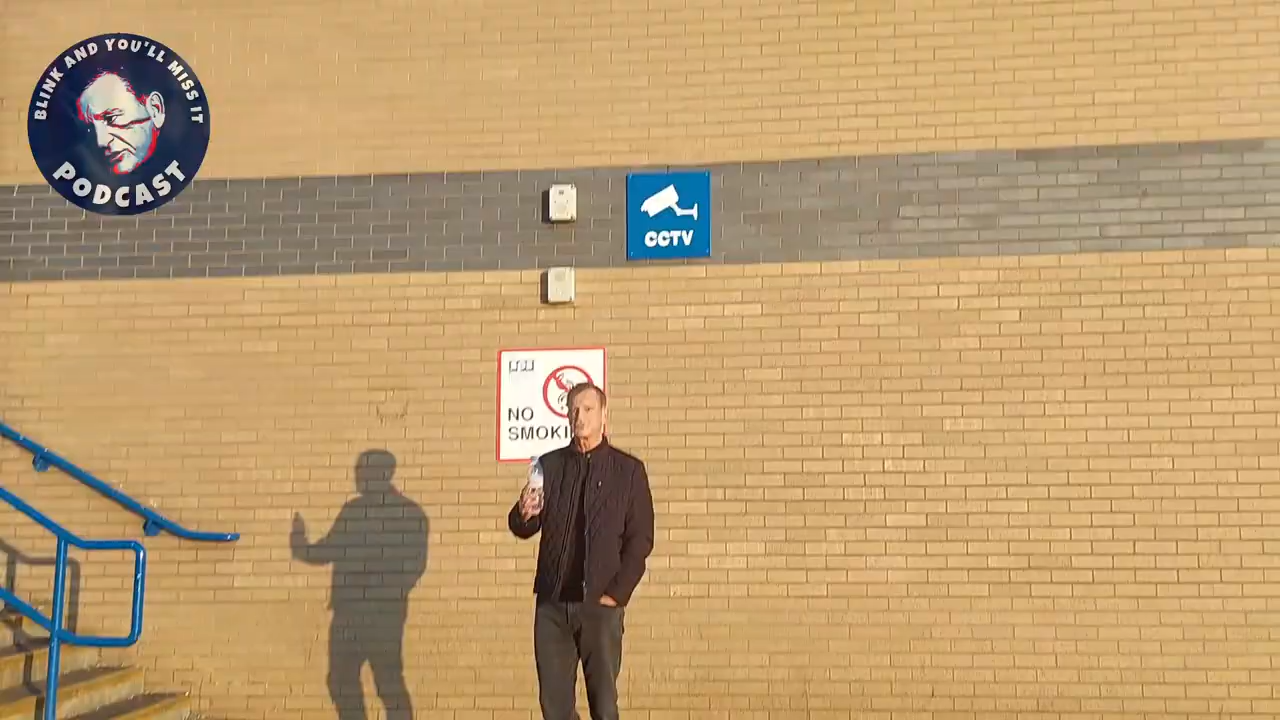 BLINK AND YOU'LL MISS IT
PODCAST
CCTV
NO
SMOKI